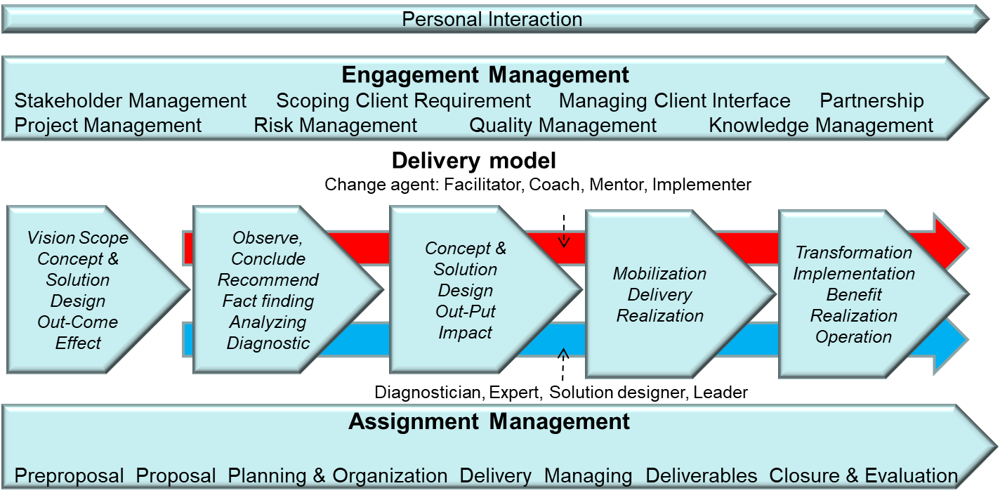 Personal Interaction
Engagement Management
Stakeholder Management Scoping Client Requirement Managing Client Interface Partnership
Project Management Risk Management Quality Management Knowledge Management
Delivery model
Change agent: Facilitator, Coach, Mentor, Implementer
Vision Scope
Concept &
Solution
Design
Out-Come
Effect
Observe,
Conclude
Recommend
Fact finding
Analyzing
Diagnostic
Concept &
Solution
Design
Out-Put
Impact
Mobilization
Delivery
Realization
Transformation
Implementation
Benefit
Realization
Operation
Diagnostician, Expert, Solution designer, Leader
Assignment Management
Preproposal Proposal Planning & Organization Delivery Managing Deliverables Closure & Evaluation